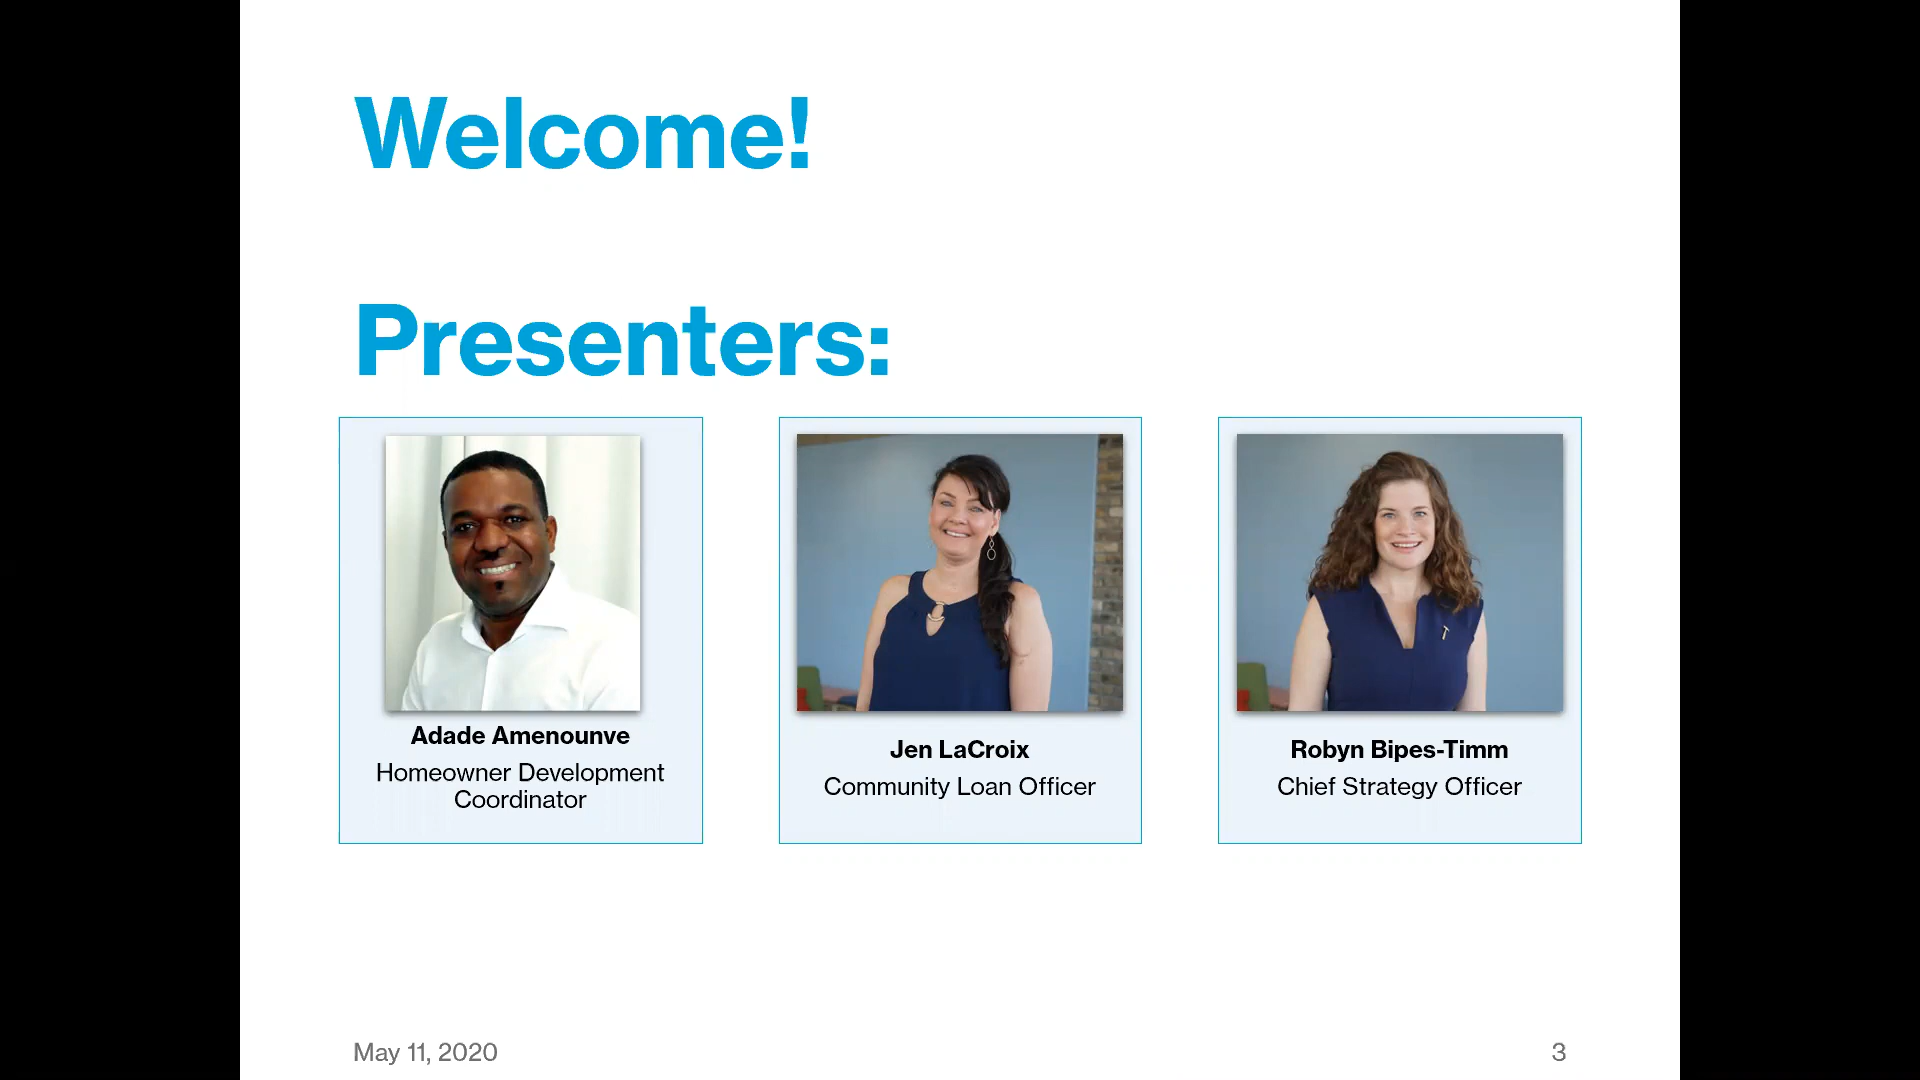 Welcome!
Presenters:
Adade Amenounve
Homeowner Development
Coordinator
Jen LaCroix
Community Loan Officer
Robyn Bipes-Timm
Chief Strategy Officer
May 11, 2020
3